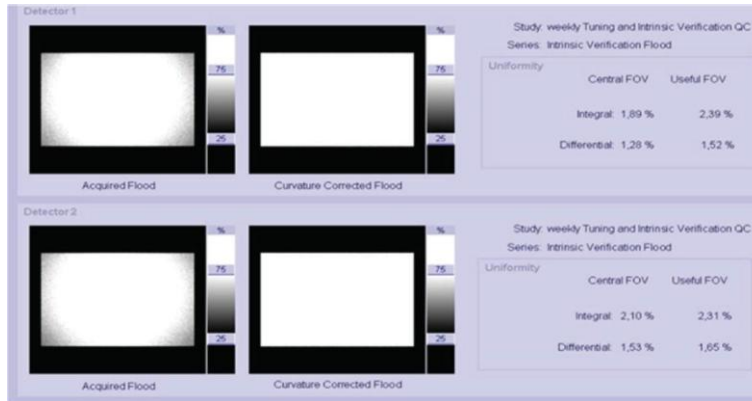 Detector 1
% %
Study: weekly Tuning and Intrinsic Verification QC
Series: Intrinsic Verification Flood
75 75
Uniformity
Central FOV Useful FOV
Integral: 1,89 % 2,39 %
25 25
Differential: 1,28 % 1,52 %
Acquired Flood Curvature Corrected Flood
Detector 2
% %
Study: weekly Tuning and Intrinsic Verification QC
Series: Intrinsic Verification Flood
75 75
Uniformity
Central FOV Useful FOV
Integral: 2,10 % 2,31 %
25 25
Differential: 1,53 % 1,65 %
Acquired Flood Curvature Corrected Flood